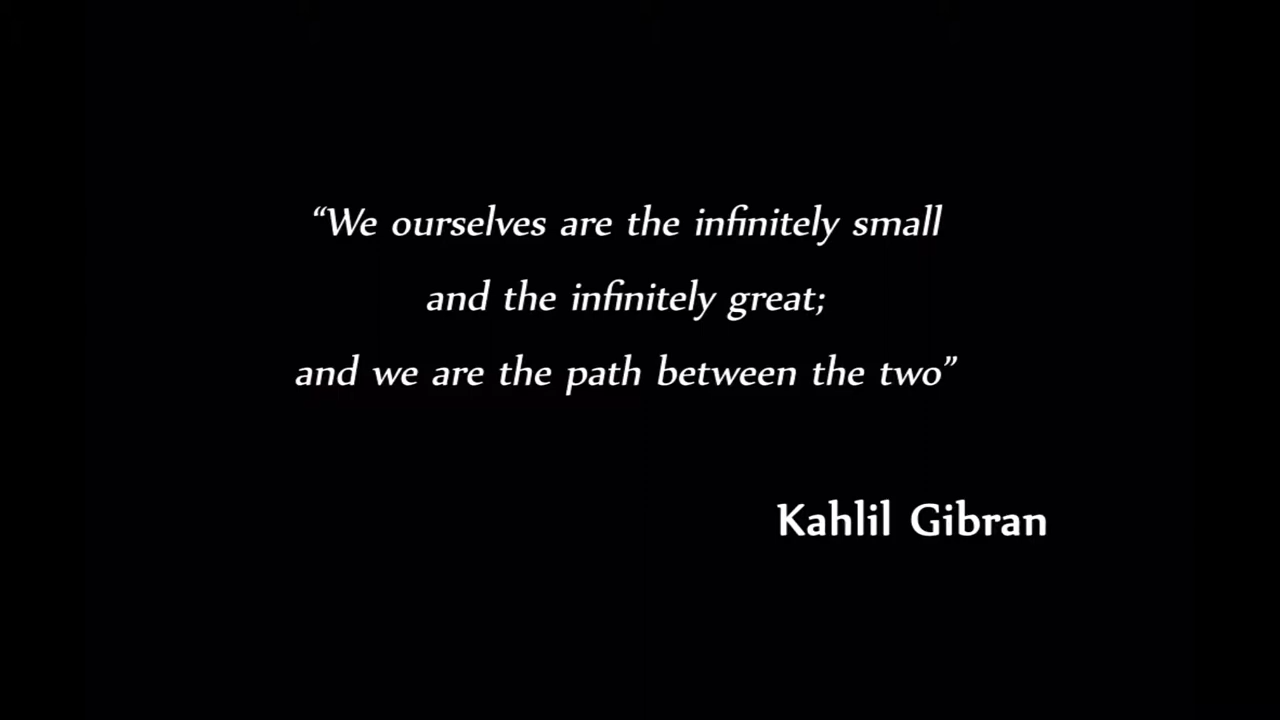 “We ourselves are the infinitely small
and the infinitely great;
and we are the path between the two”
Kahlil Gibran